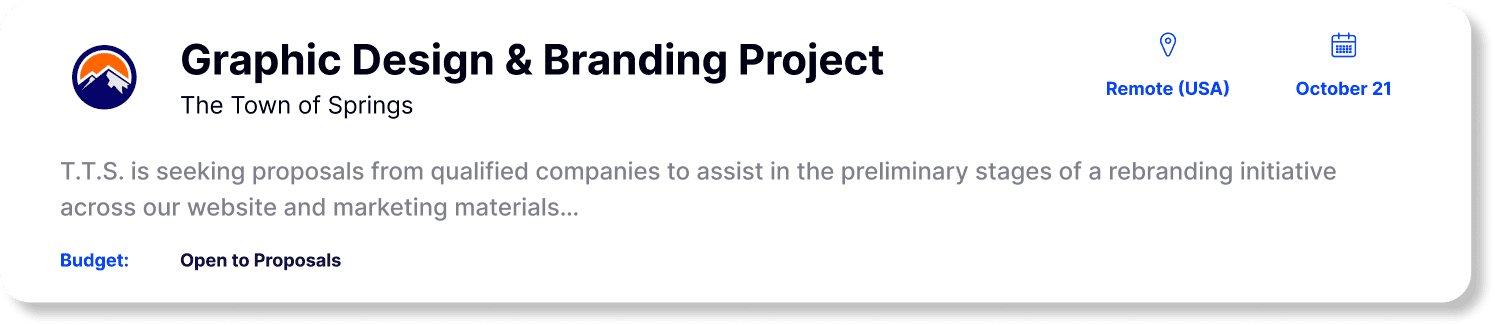 Graphic Design & Branding Project
The Town of Springs
Remote (USA)
October 21
T.T.S. is seeking proposals from qualified companies to assist in the preliminary stages of a rebranding initiative
across our website and marketing materials...
Budget: Open to Proposals